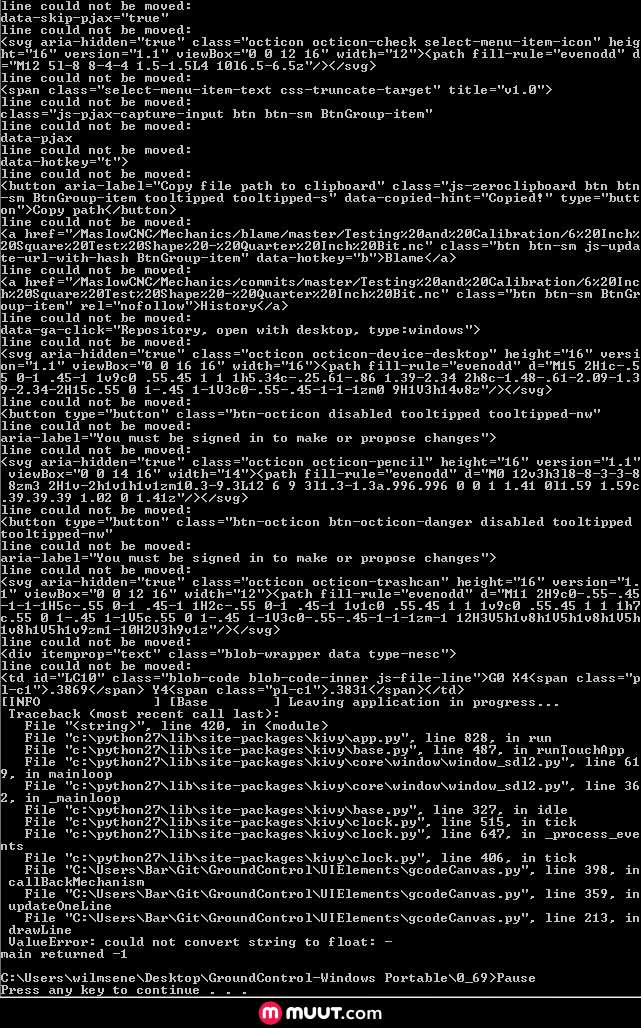 line could not be moved:
data-skip-pjax="true"
line could not be moved:
<svg aria-hidden="true" class="octicon octicon-check select-menu-item-icon" heig
ht="16" version="1.1" viewBox="0 0 12 16" width="12"><path fill-rule="evenodd" d
="M12 5l-8 8-4-4 1.5-1.5L4 10l6.5-6.5z"/></svg>
line could not be moved:
<span class="select-menu-item-text css-truncate-target" title="v1.0">
line could not be moved:
class="js-pjax-capture-input btn btn-sm BtnGroup-item"
line could not be moved:
data-pjax
line could not be moved:
data-hotkey="t">
line could not be moved:
<button aria-label="Copy file path to clipboard" class="js-zeroclipboard btn btn
-sm BtnGroup-item tooltipped tooltipped-s" data-copied-hint="Copied!" type="butt
on">Copy path</button>
line could not be moved:
<a href="/MaslowCNC/Mechanics/blame/master/Testing%20and%20Calibration/6%20Inch%
20Square%20Test%20Shape%20-%20Quarter%20Inch%20Bit.nc" class="btn btn-sm js-upda
te-url-with-hash BtnGroup-item" data-hotkey="b">Blame</a>
line could not be moved:
<a href="/MaslowCNC/Mechanics/commits/master/Testing%20and%20Calibration/6%20Inc
h%20Square%20Test%20Shape%20-%20Quarter%20Inch%20Bit.nc" class="btn btn-sm BtnGr
oup-item" rel="nofollow">History</a>
line could not be moved:
data-ga-click="Repository, open with desktop, type:windows">
line could not be moved:
<svg aria-hidden="true" class="octicon octicon-device-desktop" height="16" versi
on="1.1" viewBox="0 0 16 16" width="16"><path fill-rule="evenodd" d="M15 2H1c-.5
5 0-1 .45-1 1v9c0 .55.45 1 1 1h5.34c-.25.61-.86 1.39-2.34 2h8c-1.48-.61-2.09-1.3
9-2.34-2H15c.55 0 1-.45 1-1V3c0-.55-.45-1-1-1zm0 9H1V3h14v8z"/></svg>
line could not be moved:
<button type="button" class="btn-octicon disabled tooltipped tooltipped-nw"
line could not be moved:
aria-label="You must be signed in to make or propose changes">
line could not be moved:
<svg aria-hidden="true" class="octicon octicon-pencil" height="16" version="1.1"
 viewBox="0 0 14 16" width="14"><path fill-rule="evenodd" d="M0 12v3h3l8-8-3-3-8
 8zm3 2H1v-2h1v1h1v1zm10.3-9.3L12 6 9 3l1.3-1.3a.996.996 0 0 1 1.41 0l1.59 1.59c
.39.39.39 1.02 0 1.41z"/></svg>
line could not be moved:
<button type="button" class="btn-octicon btn-octicon-danger disabled tooltipped
tooltipped-nw"
line could not be moved:
aria-label="You must be signed in to make or propose changes">
line could not be moved:
<svg aria-hidden="true" class="octicon octicon-trashcan" height="16" version="1.
1" viewBox="0 0 12 16" width="12"><path fill-rule="evenodd" d="M11 2H9c0-.55-.45
-1-1-1H5c-.55 0-1 .45-1 1H2c-.55 0-1 .45-1 1v1c0 .55.45 1 1 1v9c0 .55.45 1 1 1h7
c.55 0 1-.45 1-1V5c.55 0 1-.45 1-1V3c0-.55-.45-1-1-1zm-1 12H3V5h1v8h1V5h1v8h1V5h
1v8h1V5h1v9zm1-10H2V3h9v1z"/></svg>
line could not be moved:
<div itemprop="text" class="blob-wrapper data type-nesc">
line could not be moved:
<td id="LC10" class="blob-code blob-code-inner js-file-line">G0 X4<span class="p
l-c1">.3869</span> Y4<span class="pl-c1">.3831</span></td>
[INFO              ] [Base        ] Leaving application in progress...
 Traceback (most recent call last):
   File "<string>", line 420, in <module>
   File "c:\python27\lib\site-packages\kivy\app.py", line 828, in run
   File "c:\python27\lib\site-packages\kivy\base.py", line 487, in runTouchApp
   File "c:\python27\lib\site-packages\kivy\core\window\window_sdl2.py", line 61
9, in mainloop
   File "c:\python27\lib\site-packages\kivy\core\window\window_sdl2.py", line 36
2, in _mainloop
   File "c:\python27\lib\site-packages\kivy\base.py", line 327, in idle
   File "c:\python27\lib\site-packages\kivy\clock.py", line 515, in tick
   File "c:\python27\lib\site-packages\kivy\clock.py", line 647, in _process_eve
nts
   File "c:\python27\lib\site-packages\kivy\clock.py", line 406, in tick
   File "C:\Users\Bar\Git\GroundControl\UIElements\gcodeCanvas.py", line 398, in
 callBackMechanism
   File "C:\Users\Bar\Git\GroundControl\UIElements\gcodeCanvas.py", line 359, in
 updateOneLine
   File "C:\Users\Bar\Git\GroundControl\UIElements\gcodeCanvas.py", line 213, in
 drawLine
 ValueError: could not convert string to float: -
main returned -1

C:\Users\wilmsene\Desktop\GroundControl-Windows Portable\0_69>Pause
Press any key to continue . . .
muut.com